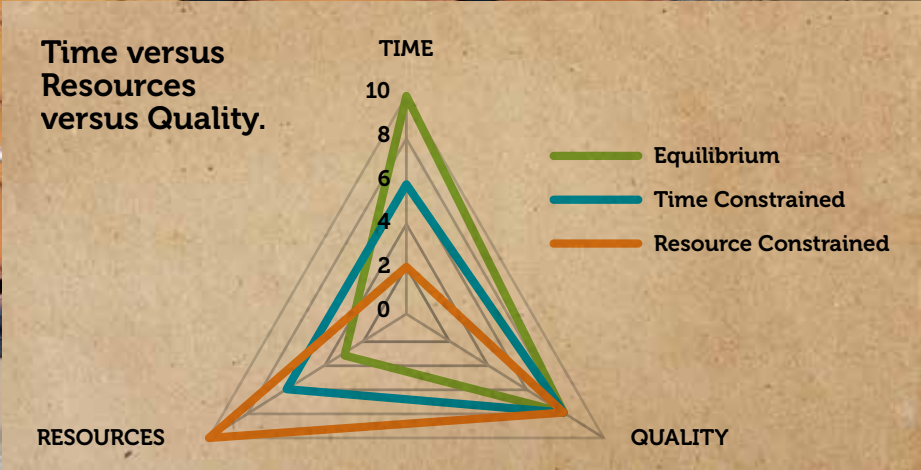 Time versus
Resources
versus Quality.
TIME
10
8
6
4
2
0
Equilibrium
Time Constrained
Resource Constrained
RESOURCES
QUALITY